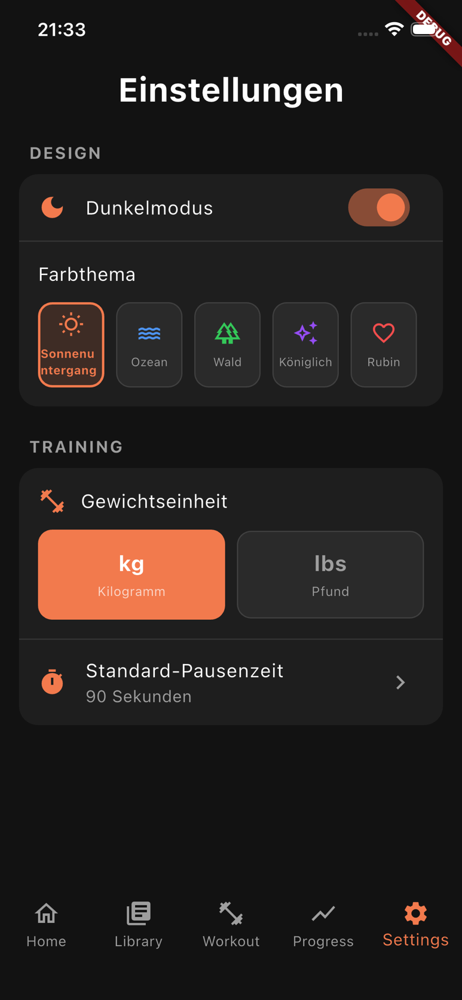 21:33
DEBUG
Einstellungen
DESIGN
Dunkelmodus
Farbthema
Sonnenu
ntergang
Ozean
Wald
Königlich
Rubin
TRAINING
Gewichtseinheit
kg
Kilogramm
lbs
Pfund
Standard-Pausenzeit
90 Sekunden
Home
Library
Workout
Progress
Settings